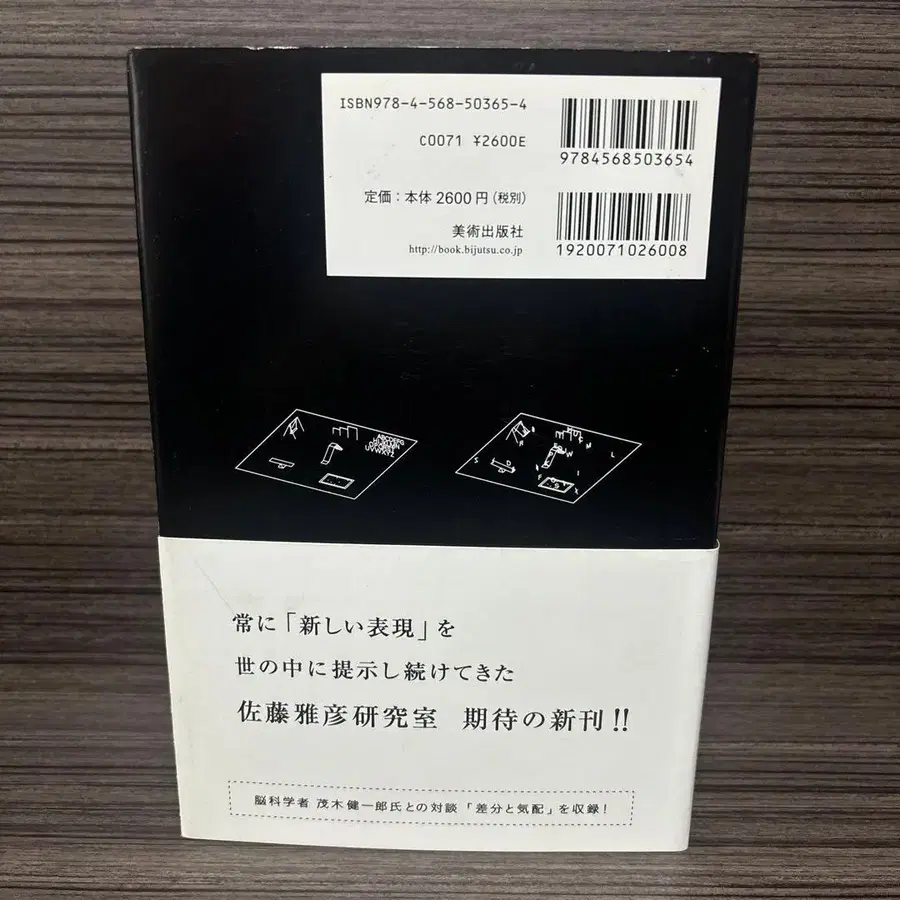 ISBN978-4-568-50365-4
C0071 ¥2600E
9784568503654
定価：本体2600円（税別）
美術出版社
http://book.bijutsu.co.jp
1920071026008
ABCDEFG
UVWXYZ
常に「新しい表現」を
世の中に提示し続けてきた
佐藤雅彦研究室 期待の新刊!!
脳科学者 茂木健一郎氏との対談「差分と気配」を収録！